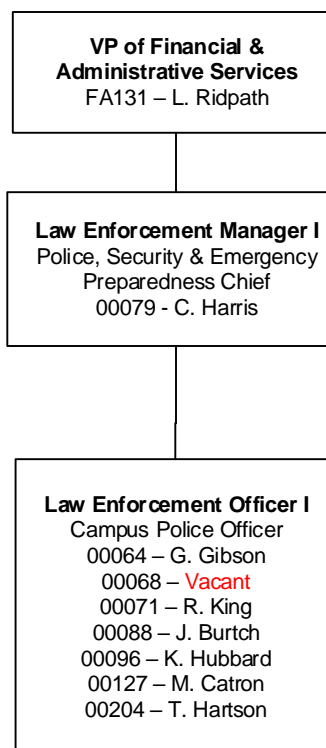 VP of Financial &
Administrative Services
FA131 – L. Ridpath
Law Enforcement Manager I
Police, Security & Emergency
Preparedness Chief
00079 - C. Harris
Law Enforcement Officer I
Campus Police Officer
00064 – G. Gibson
00068 – Vacant
00071 – R. King
00088 – J. Burtch
00096 – K. Hubbard
00127 – M. Catron
00204 – T. Hartson